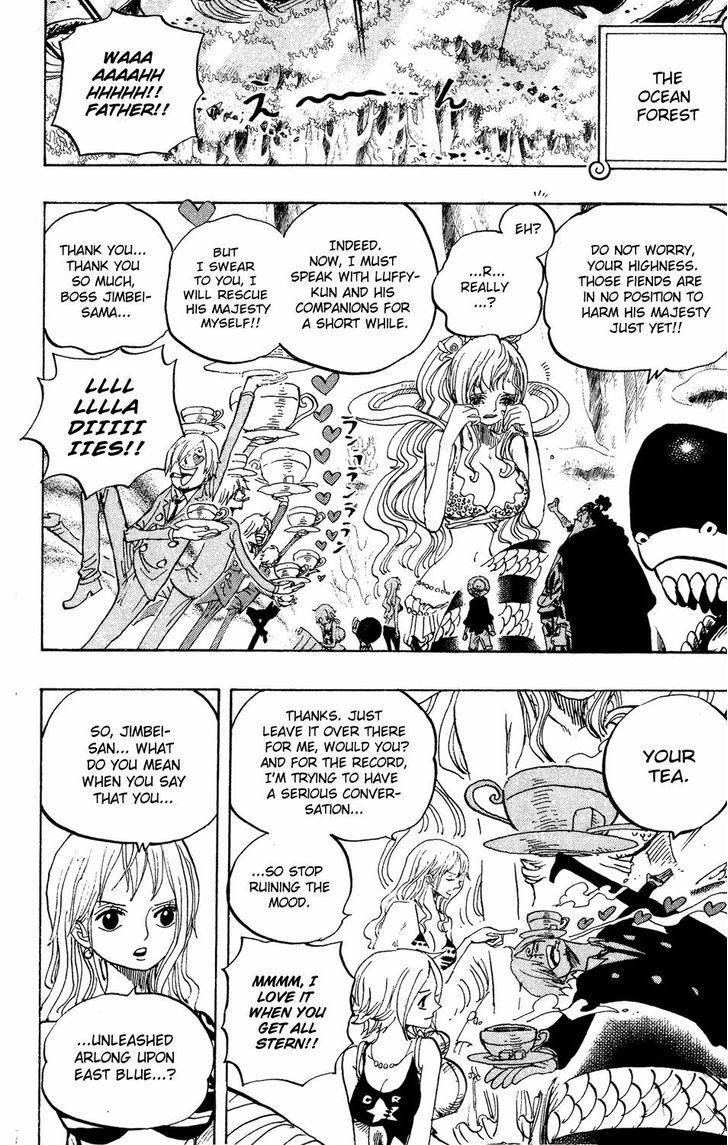 THE
OCEAN
FOREST
WAAA
AAAAHH
HHHHH!!
FATHER!!
え〜〜ん
DO NOT WORRY,
YOUR HIGHNESS.
THOSE FIENDS ARE
IN NO POSITION TO
HARM HIS MAJESTY
JUST YET!!
EH?
...R...
REALLY
...?
INDEED.
NOW, I MUST
SPEAK WITH LUFFY-
KUN AND HIS
COMPANIONS FOR
A SHORT WHILE.
BUT
I SWEAR
TO YOU, I
WILL RESCUE
HIS MAJESTY
MYSELF!!
THANK YOU...
THANK YOU
SO MUCH,
BOSS JIMBEI-
SAMA...
LLLL
LLLLA
DIIIII
IIES!!
YOUR
TEA.
THANKS. JUST
LEAVE IT OVER THERE
FOR ME, WOULD YOU?
AND FOR THE RECORD,
I'M TRYING TO HAVE
A SERIOUS CONVER-
SATION...
...SO STOP
RUINING THE
MOOD.
MMMM, I
LOVE IT
WHEN YOU
GET ALL
STERN!!
CR
SO, JIMBEI-
SAN... WHAT
DO YOU MEAN
WHEN YOU SAY
THAT YOU...
...UNLEASHED
ARLONG UPON
EAST BLUE...?